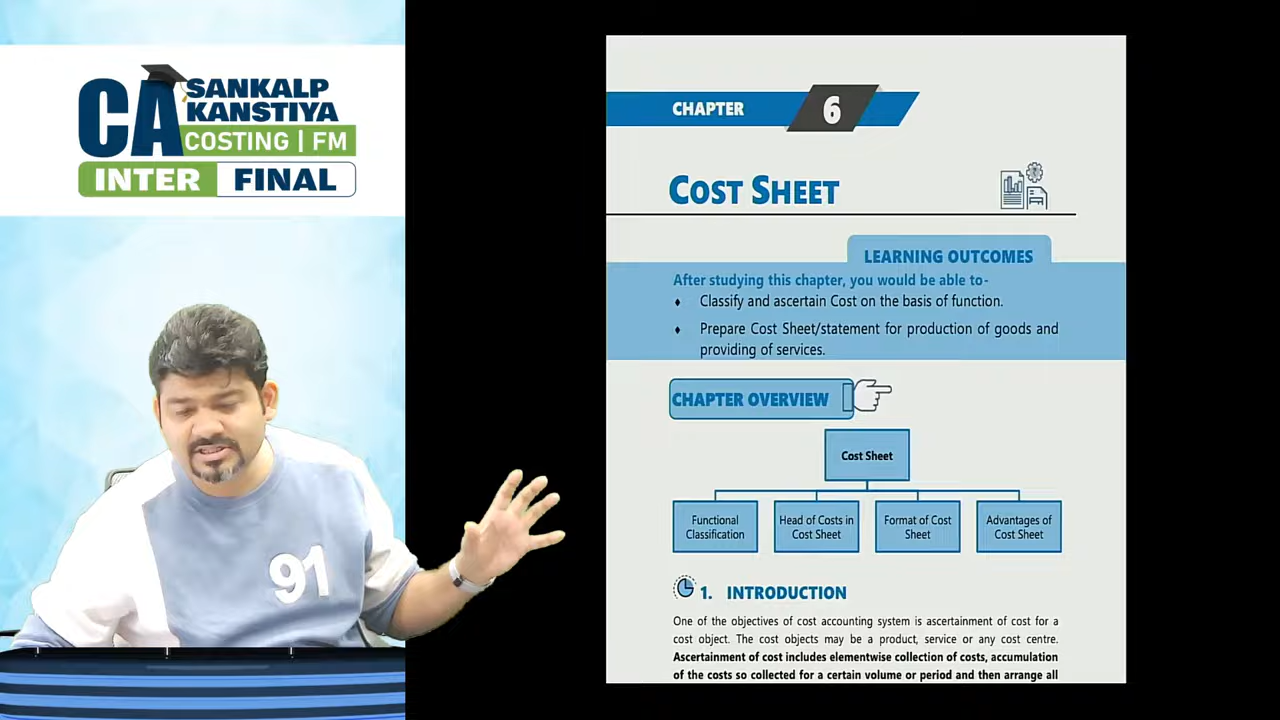 CA SANKALP
KANSTIYA
COSTING | FM
INTER FINAL
91
CHAPTER 6
COST SHEET
LEARNING OUTCOMES
After studying this chapter, you would be able to-
♦ Classify and ascertain Cost on the basis of function.
♦ Prepare Cost Sheet/statement for production of goods and
providing of services.
CHAPTER OVERVIEW
Cost Sheet
Functional
Classification
Head of Costs in
Cost Sheet
Format of Cost
Sheet
Advantages of
Cost Sheet
1. INTRODUCTION
One of the objectives of cost accounting system is ascertainment of cost for a
cost object. The cost objects may be a product, service or any cost centre.
Ascertainment of cost includes elementwise collection of costs, accumulation
of the costs so collected for a certain volume or period and then arrange all